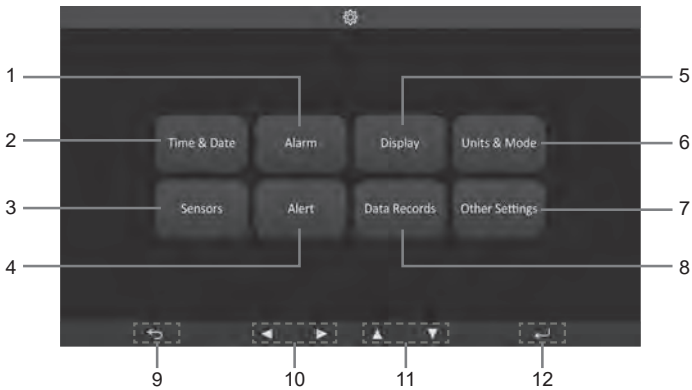 1 5
2 Time & Date Alarm Display Units & Mode 6
3 Sensors Alert Data Records Other Settings 7
4 8
9 10 11 12